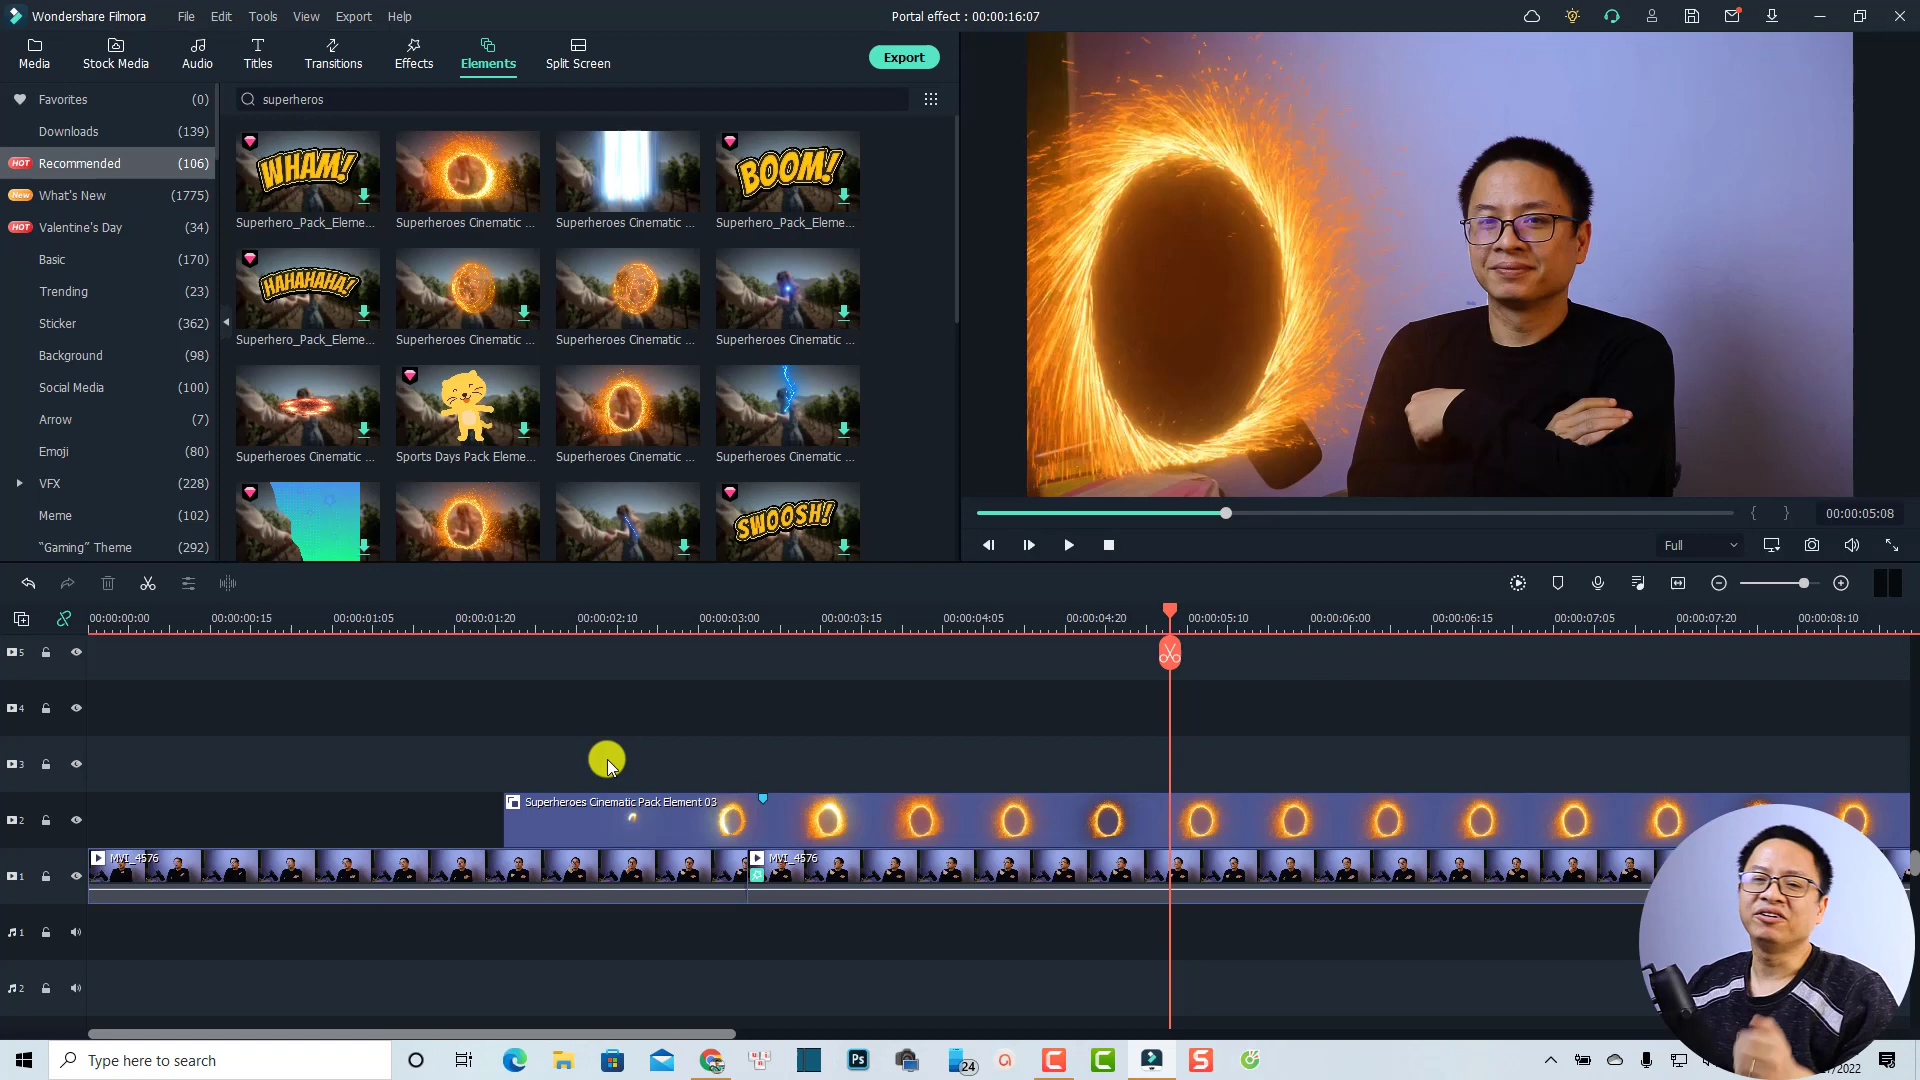 Wondershare Filmora File Edit Tools View Export Help Portal effect : 00:00:16:07
Media Stock Media Audio Titles Transitions Effects Elements Split Screen Export
Favorites (0)
Downloads (139)
HOT Recommended (106)
New What's New (1775)
HOT Valentine's Day (34)
Basic (170)
Trending (23)
Sticker (362)
Background (98)
Social Media (100)
Arrow (7)
Emoji (80)
VFX (228)
Meme (102)
"Gaming" Theme (292)
superheros
WHAM! BOOM!
Superhero_Pack_Eleme... Superheroes Cinematic ... Superheroes Cinematic ... Superhero_Pack_Eleme...
HAHAHAHA!
Superhero_Pack_Eleme... Superheroes Cinematic ... Superheroes Cinematic ... Superheroes Cinematic ...
Superheroes Cinematic ... Sports Days Pack Eleme... Superheroes Cinematic ... Superheroes Cinematic ...
SWOOSH!
{ } 00:00:05:08
Full
00:00:00:00 00:00:00:15 00:00:01:05 00:00:01:20 00:00:02:10 00:00:03:00 00:00:03:15 00:00:04:05 00:00:04:20 00:00:05:10 00:00:06:00 00:00:06:15 00:00:07:05 00:00:07:20 00:00:08:10
5
4
3
2 Superheroes Cinematic Pack Element 03
1 MVI_4576 MVI_4576
1
2
Type here to search Ps 24
/2022